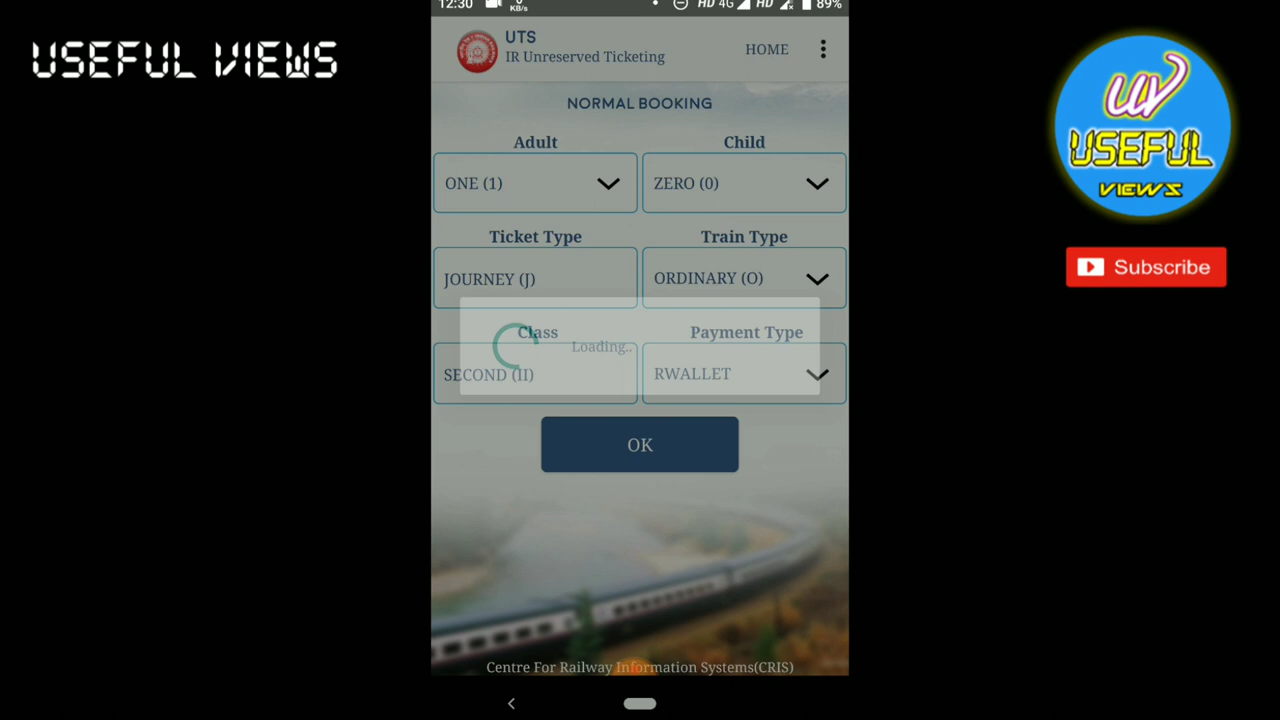 USEFUL VIEWS
12:30
KB/s
HD 4G
HD
89%
UTS
IR Unreserved Ticketing
HOME
NORMAL BOOKING
Adult
Child
ONE (1)
ZERO (0)
Ticket Type
Train Type
JOURNEY (J)
ORDINARY (O)
Class
Payment Type
Loading..
SECOND (II)
RWALLET
OK
Centre For Railway Information Systems(CRIS)
UV
USEFUL
VIEWS
Subscribe